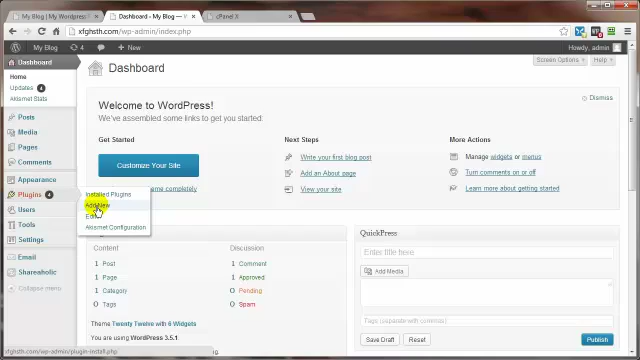 My Blog | My WordPress B
Dashboard ‹ My Blog — W
cPanel X
xfghsth.com/wp-admin/index.php
My Blog
4
New
Howdy, admin
Dashboard
Home
Updates 4
Akismet Stats
Posts
Media
Pages
Comments
Appearance
Plugins 4
Users
Tools
Settings
Email
Shareaholic
Collapse menu
Installed Plugins
Add New
Akismet Configuration
Dashboard
Screen Options
Help
Welcome to WordPress!
We've assembled some links to get you started:
Dismiss
Get Started
Customize Your Site
theme completely
Next Steps
Write your first blog post
Add an About page
View your site
More Actions
Manage widgets or menus
Turn comments on or off
Learn more about getting started
Content
1 Post
1 Page
1 Category
0 Tags
Discussion
1 Comment
1 Approved
0 Pending
0 Spam
Theme Twenty Twelve with 6 Widgets
You are using WordPress 3.5.1.
QuickPress
Enter title here
Add Media
Tags (separate with commas)
Save Draft
Reset
Publish
xfghsth.com/wp-admin/plugin-install.php